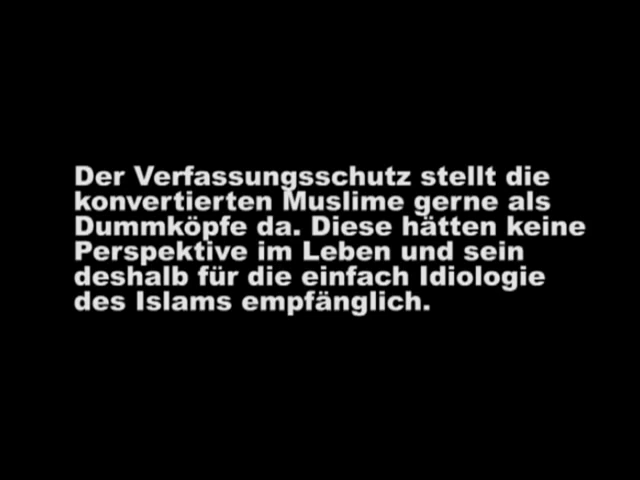 Der Verfassungsschutz stellt die
konvertierten Muslime gerne als
Dummköpfe da. Diese hätten keine
Perspektive im Leben und sein
deshalb für die einfach Idiologie
des Islams empfänglich.